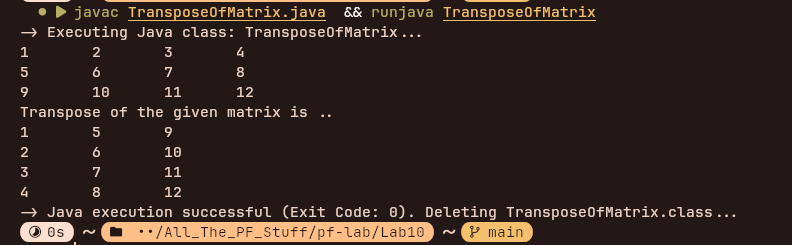 javac TransposeOfMatrix.java && runjava TransposeOfMatrix
-> Executing Java class: TransposeOfMatrix...
1 2 3 4
5 6 7 8
9 10 11 12
Transpose of the given matrix is ..
1 5 9
2 6 10
3 7 11
4 8 12
-> Java execution successful (Exit Code: 0). Deleting TransposeOfMatrix.class...
0s ~ ··/All_The_PF_Stuff/pf-lab/Lab10 ~ main